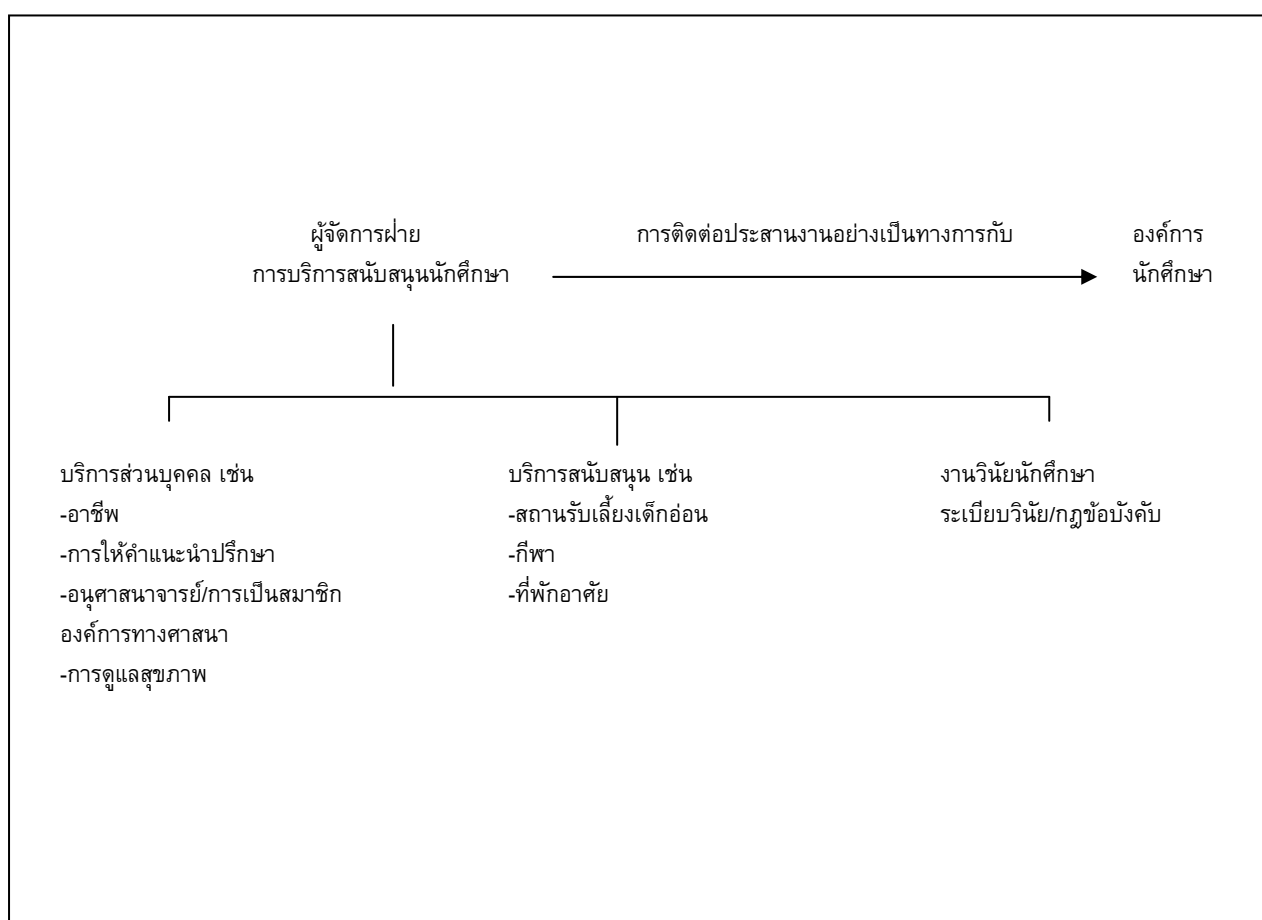 ผู้จัดการฝ่าย
การบริการสนับสนุนนักศึกษา
การติดต่อประสานงานอย่างเป็นทางการกับ
องค์การ
นักศึกษา
บริการส่วนบุคคล เช่น
-อาชีพ
-การให้คำแนะนำปรึกษา
-อนุศาสนาจารย์/การเป็นสมาชิก
องค์การทางศาสนา
-การดูแลสุขภาพ
บริการสนับสนุน เช่น
-สถานรับเลี้ยงเด็กอ่อน
-กีฬา
-ที่พักอาศัย
งานวินัยนักศึกษา
ระเบียบวินัย/กฎข้อบังคับ